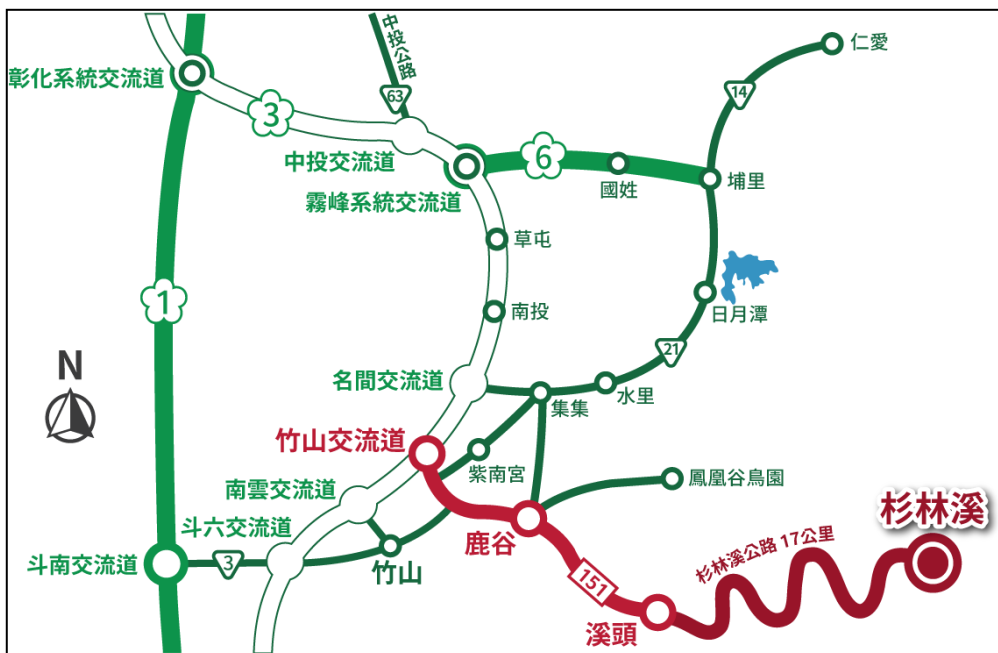 中投公路
仁愛
彰化系統交流道
63
14
3
中投交流道
6
國姓
埔里
霧峰系統交流道
草屯
1
南投
日月潭
21
N
名間交流道
水里
集集
竹山交流道
紫南宮
鳳凰谷鳥園
南雲交流道
杉林溪
斗六交流道
鹿谷
杉林溪公路 17公里
斗南交流道
3
竹山
151
溪頭